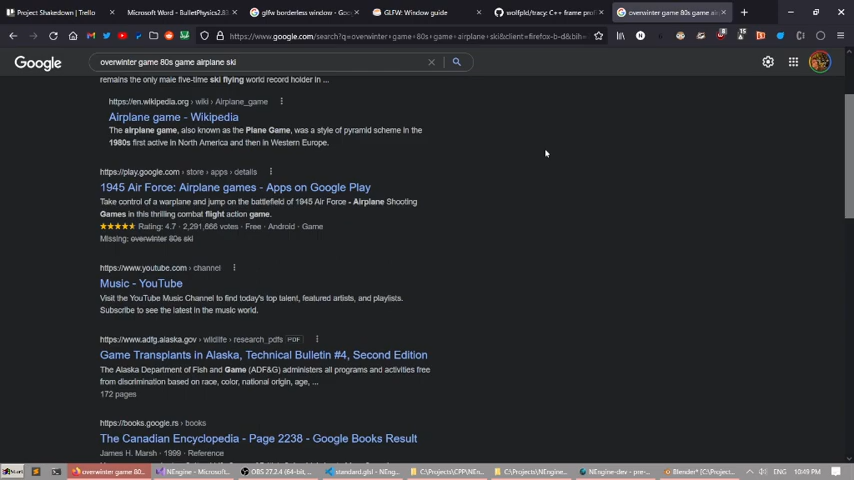 Project Shakedown | Trello
Microsoft Word - BulletPhysics2.83
glfw borderless window - Goo
GLFW: Window guide
wolfpld/tracy: C++ frame prof
overwinter game 80s game air
https://www.google.com/search?q=overwinter+game+80s+game+airplane+ski&client=firefox-b-d&bih=
Google
overwinter game 80s game airplane ski
remains the only male five-time ski flying world record holder in ...
https://en.wikipedia.org › wiki › Airplane_game
Airplane game - Wikipedia
The airplane game, also known as the Plane Game, was a style of pyramid scheme in the
1980s first active in North America and then in Western Europe.
https://play.google.com › store › apps › details
1945 Air Force: Airplane games - Apps on Google Play
Take control of a warplane and jump on the battlefield of 1945 Air Force - Airplane Shooting
Games in this thrilling combat flight action game.
Rating: 4.7 · 2,291,666 votes · Free · Android · Game
Missing: overwinter 80s ski
https://www.youtube.com › channel
Music - YouTube
Visit the YouTube Music Channel to find today's top talent, featured artists, and playlists.
Subscribe to see the latest in the music world.
https://www.adfg.alaska.gov › wildlife › research_pdfs PDF
Game Transplants in Alaska, Technical Bulletin #4, Second Edition
The Alaska Department of Fish and Game (ADF&G) administers all programs and activities free
from discrimination based on race, color, national origin, age, ...
172 pages
https://books.google.rs › books
The Canadian Encyclopedia - Page 2238 - Google Books Result
James H. Marsh · 1999 · Reference
Start
overwinter game 80
NEngine - Microsoft
OBS 27.2.4 (64-bit,
standard.glsl - NEng
C:\Projects\CPP\NEn
C:\Projects\NEngine
NEngine-dev - pre-
Blender* [C:\Project
ENG
10:49 PM